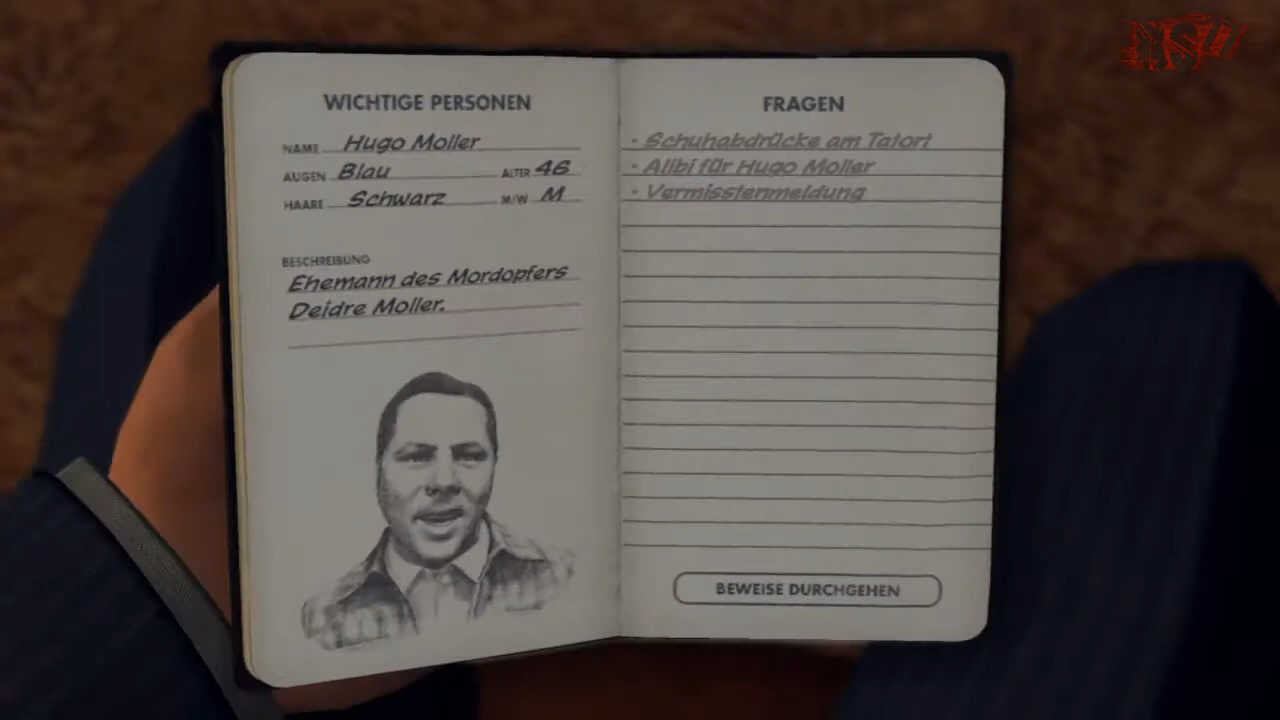 NSW
WICHTIGE PERSONEN
NAME Hugo Moller
AUGEN Blau ALTER 46
HAARE Schwarz M/W M
BESCHREIBUNG
Ehemann des Mordopfers
Deidre Moller.
FRAGEN
- Schuhabdrücke am Tatort
- Alibi für Hugo Moller
- Vermisstenmeldung
BEWEISE DURCHGEHEN